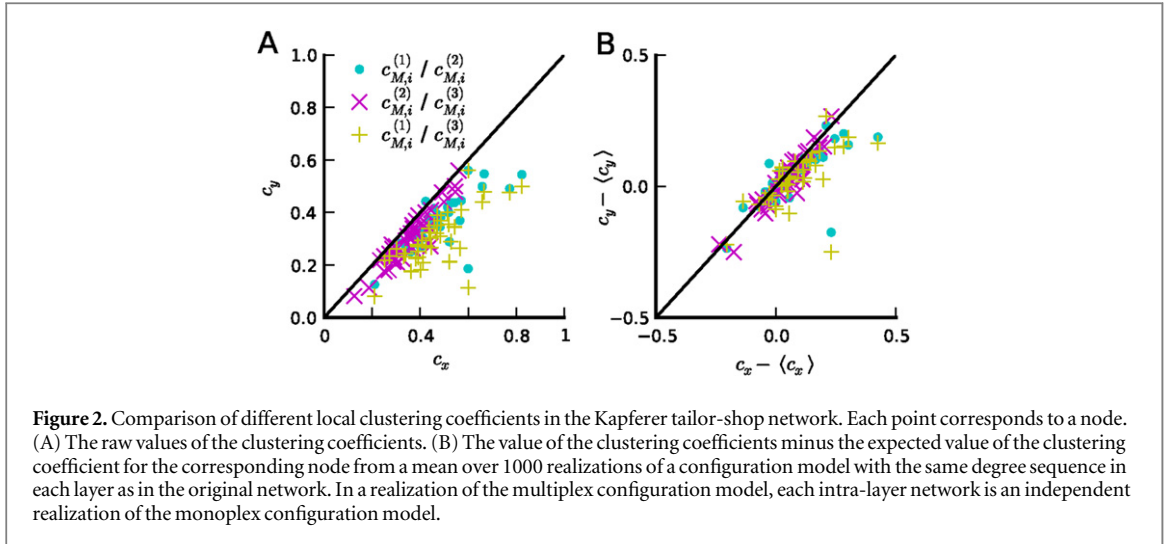 A
B
1.0
0.8
0.6
0.4
0.2
0.0
c_y
0
0.4
0.8
1
c_x
c_{M,i}^{(1)} / c_{M,i}^{(2)}
c_{M,i}^{(2)} / c_{M,i}^{(3)}
c_{M,i}^{(1)} / c_{M,i}^{(3)}
0.5
0.0
−0.5
c_y − ⟨c_y⟩
−0.5
0.0
0.5
c_x − ⟨c_x⟩
Figure 2. Comparison of different local clustering coefficients in the Kapferer tailor-shop network. Each point corresponds to a node.
(A) The raw values of the clustering coefficients. (B) The value of the clustering coefficients minus the expected value of the clustering
coefficient for the corresponding node from a mean over 1000 realizations of a configuration model with the same degree sequence in
each layer as in the original network. In a realization of the multiplex configuration model, each intra-layer network is an independent
realization of the monoplex configuration model.